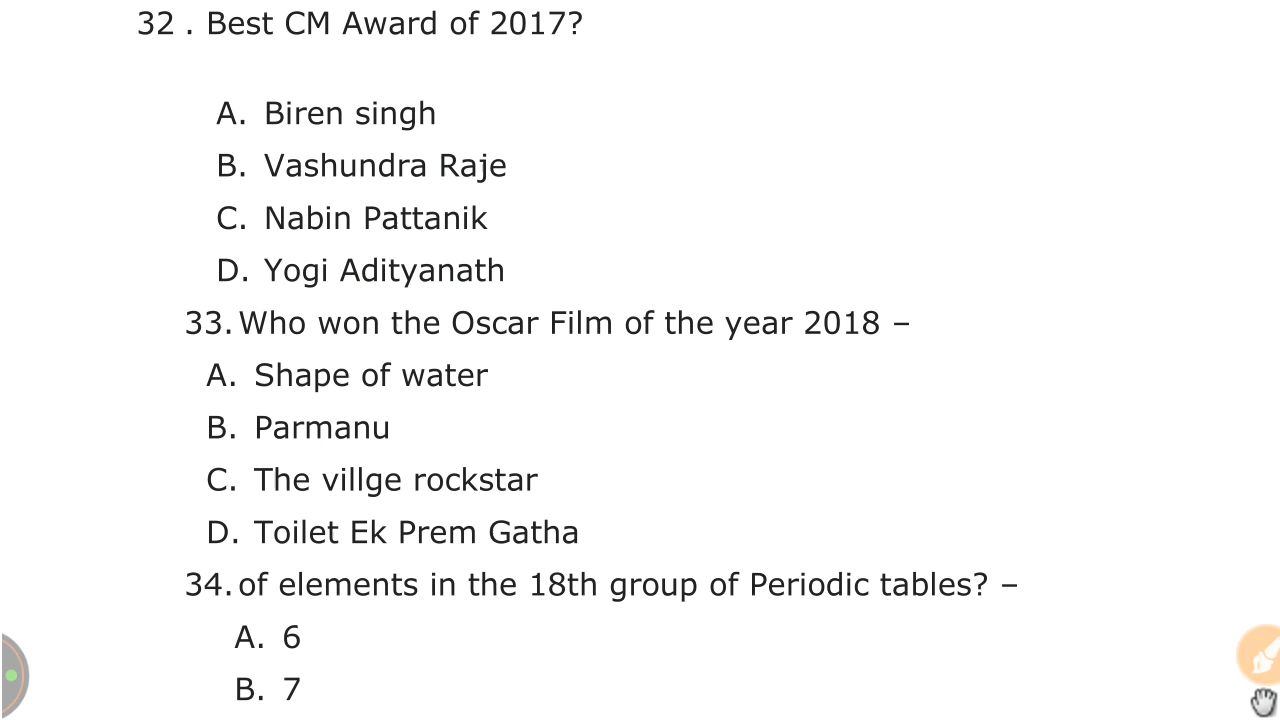 32 . Best CM Award of 2017?
A. Biren singh
B. Vashundra Raje
C. Nabin Pattanik
D. Yogi Adityanath
33. Who won the Oscar Film of the year 2018 –
A. Shape of water
B. Parmanu
C. The villge rockstar
D. Toilet Ek Prem Gatha
34. of elements in the 18th group of Periodic tables? –
A. 6
B. 7